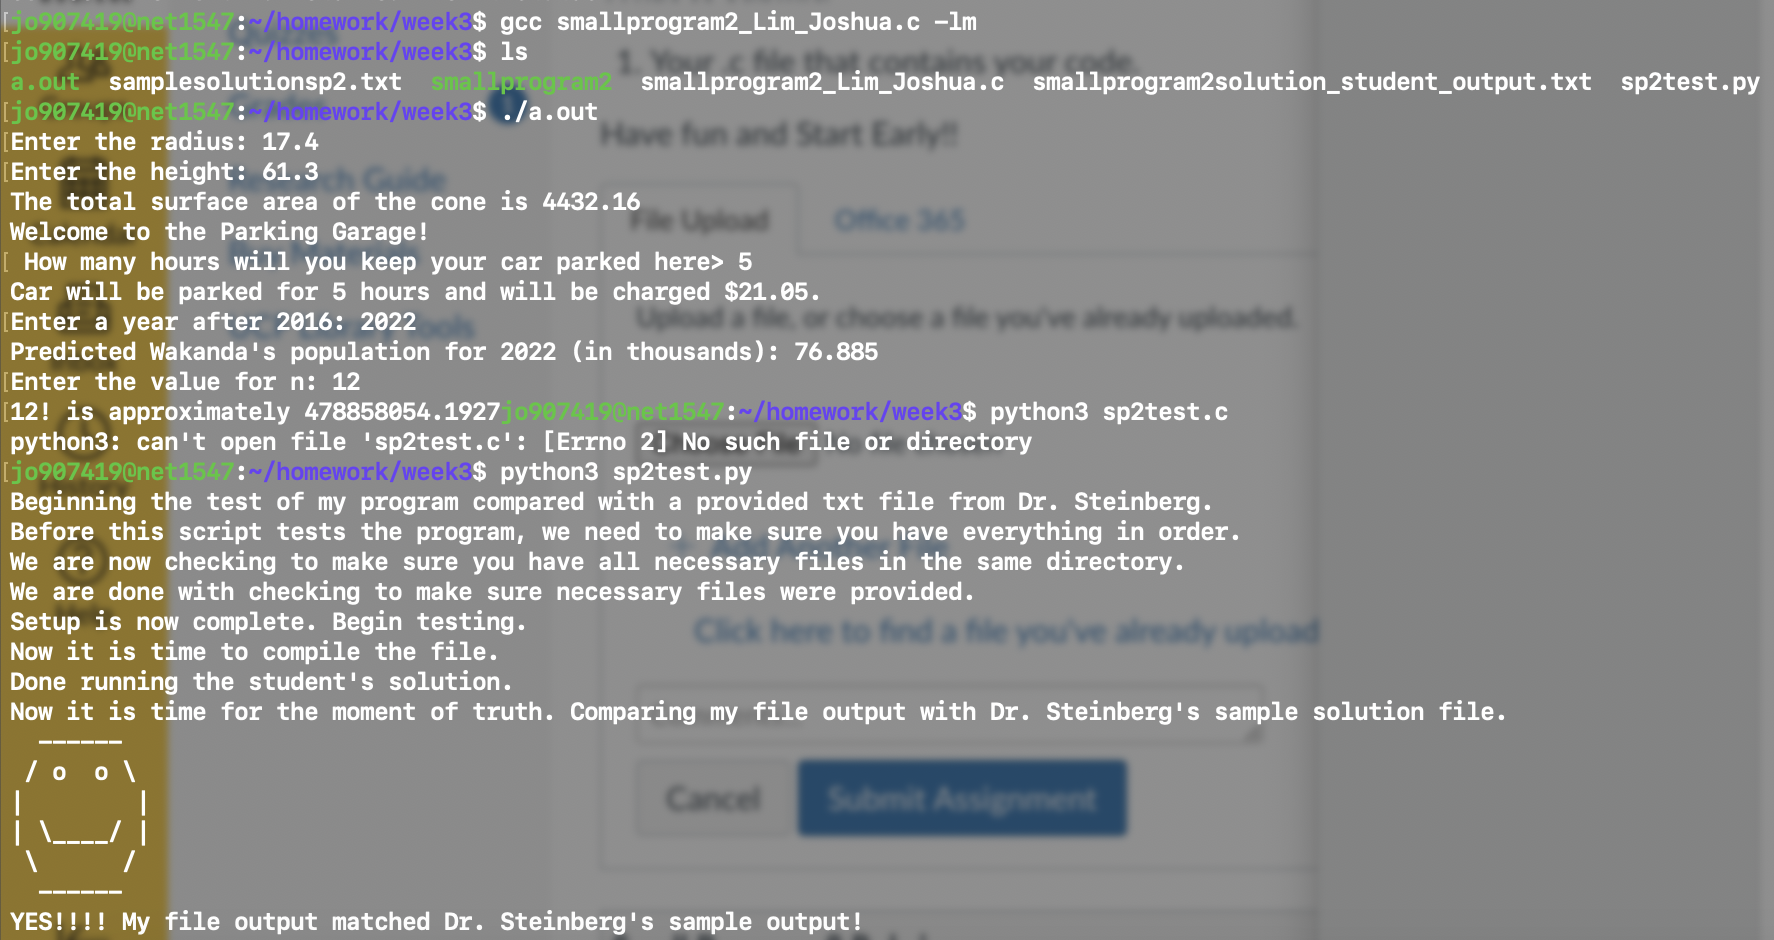 [jo907419@net1547:~/homework/week3$ gcc smallprogram2_Lim_Joshua.c -lm
[jo907419@net1547:~/homework/week3$ ls
a.out  samplesolutionsp2.txt  smallprogram2  smallprogram2_Lim_Joshua.c  smallprogram2solution_student_output.txt  sp2test.py
1. Your .c file that contains your code.
[jo907419@net1547:~/homework/week3$ ./a.out
Have fun and Start Early!!
[Enter the radius: 17.4
[Enter the height: 61.3
Research Guide
The total surface area of the cone is 4432.16
File Upload
Office 365
Welcome to the Parking Garage!
[ How many hours will you keep your car parked here> 5
Car will be parked for 5 hours and will be charged $21.05.
Upload a file, or choose a file you've already uploaded.
[Enter a year after 2016: 2022
Tools
Predicted Wakanda's population for 2022 (in thousands): 76.885
[Enter the value for n: 12
[12! is approximately 478858054.1927jo907419@net1547:~/homework/week3$ python3 sp2test.c
python3: can't open file 'sp2test.c': [Errno 2] No such file or directory
[jo907419@net1547:~/homework/week3$ python3 sp2test.py
Beginning the test of my program compared with a provided txt file from Dr. Steinberg.
Before this script tests the program, we need to make sure you have everything in order.
+ Add Another File
We are now checking to make sure you have all necessary files in the same directory.
We are done with checking to make sure necessary files were provided.
Setup is now complete. Begin testing.
Click here to find a file you've already upload
Now it is time to compile the file.
Done running the student's solution.
Now it is time for the moment of truth. Comparing my file output with Dr. Steinberg's sample solution file.
  ______
 / o  o \
|        |
| \____/ |
 \      /
  ______
Cancel
Submit Assignment
YES!!!! My file output matched Dr. Steinberg's sample output!